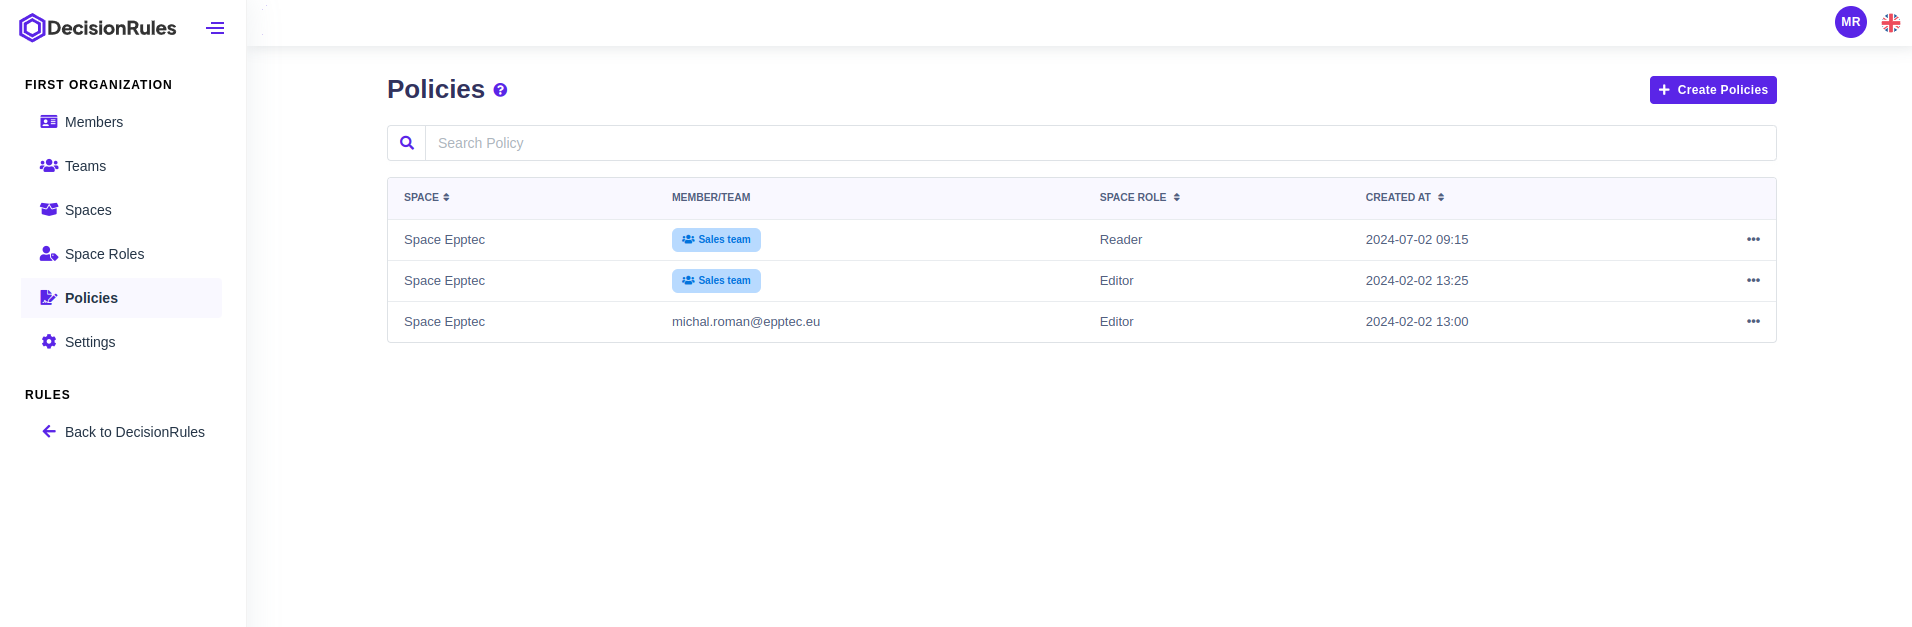 DecisionRules
MR
FIRST ORGANIZATION
Members
Teams
Spaces
Space Roles
Policies
Settings
RULES
Back to DecisionRules
Policies ?
+ Create Policies
Search Policy
SPACE MEMBER/TEAM SPACE ROLE CREATED AT
Space Epptec Sales team Reader 2024-07-02 09:15 •••
Space Epptec Sales team Editor 2024-02-02 13:25 •••
Space Epptec michal.roman@epptec.eu Editor 2024-02-02 13:00 •••